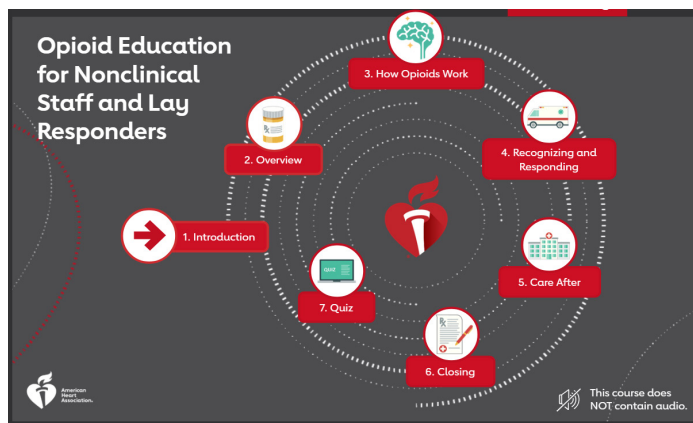 Opioid Education
for Nonclinical
Staff and Lay
Responders
1. Introduction
2. Overview
3. How Opioids Work
4. Recognizing and
Responding
5. Care After
6. Closing
7. Quiz
QUIZ
American
Heart
Association.
This course does
NOT contain audio.